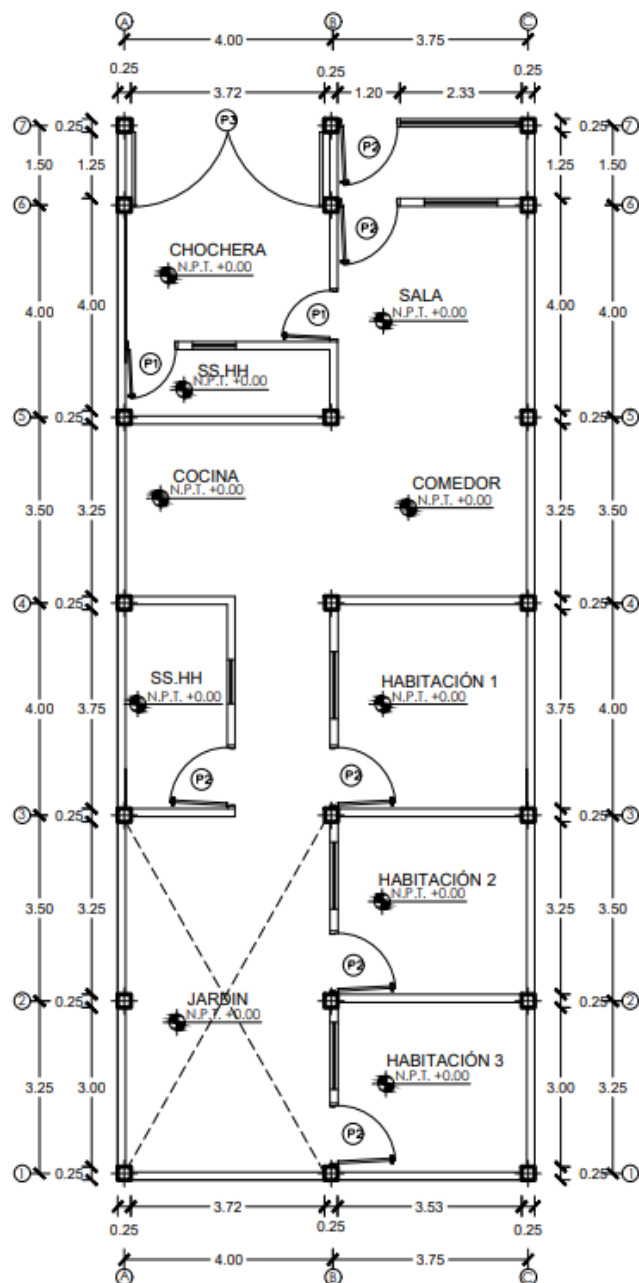 A B C
4.00 3.75
0.25 0.25 0.25
3.72 1.20 2.33
7 0.25 P3 P2 0.25 7
1.50 1.25 1.25 1.50
6 6
P2
CHOCHERA
N.P.T. +0.00
SALA
N.P.T. +0.00
4.00 4.00 4.00 4.00
P1
P1
SS.HH
N.P.T. +0.00
5 0.25 0.25 5
COCINA
N.P.T. +0.00
COMEDOR
N.P.T. +0.00
3.50 3.25 3.25 3.50
4 0.25 0.25 4
SS.HH
N.P.T. +0.00
HABITACIÓN 1
N.P.T. +0.00
4.00 3.75 3.75 4.00
P2 P2
3 0.25 0.25 3
HABITACIÓN 2
N.P.T. +0.00
3.50 3.25 3.25 3.50
P2
2 0.25 0.25 2
JARDIN
N.P.T. +0.00
HABITACIÓN 3
N.P.T. +0.00
3.25 3.00 3.00 3.25
P2
1 0.25 0.25 1
3.72 3.53
0.25 0.25 0.25
4.00 3.75
A B C